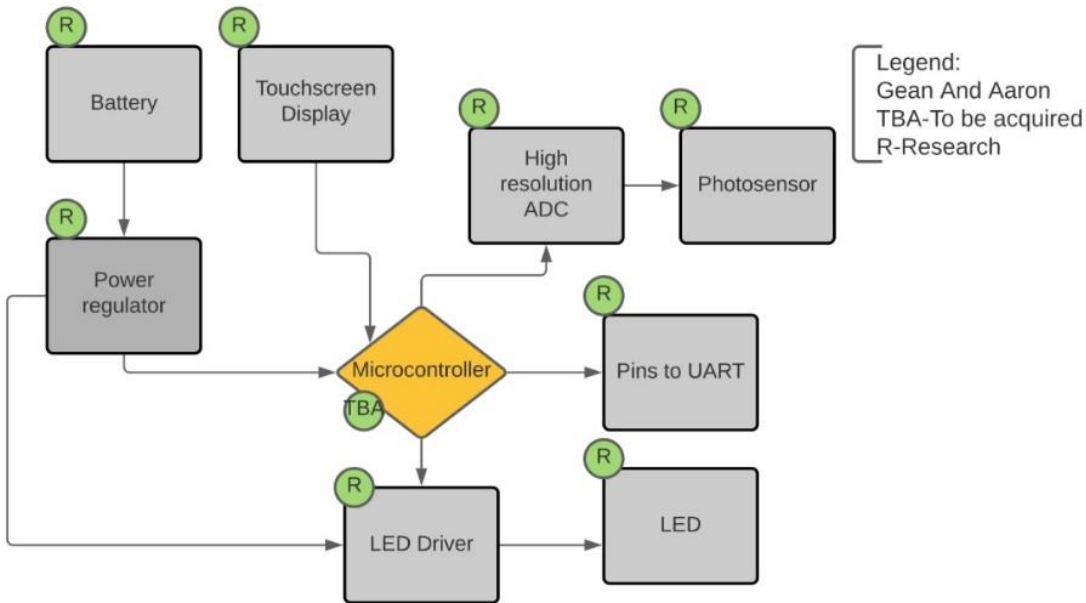 R
Battery
R
Touchscreen
Display
R
High
resolution
ADC
R
Photosensor
Legend:
Gean And Aaron
TBA-To be acquired
R-Research
R
Power
regulator
Microcontroller
TBA
R
Pins to UART
R
LED Driver
R
LED